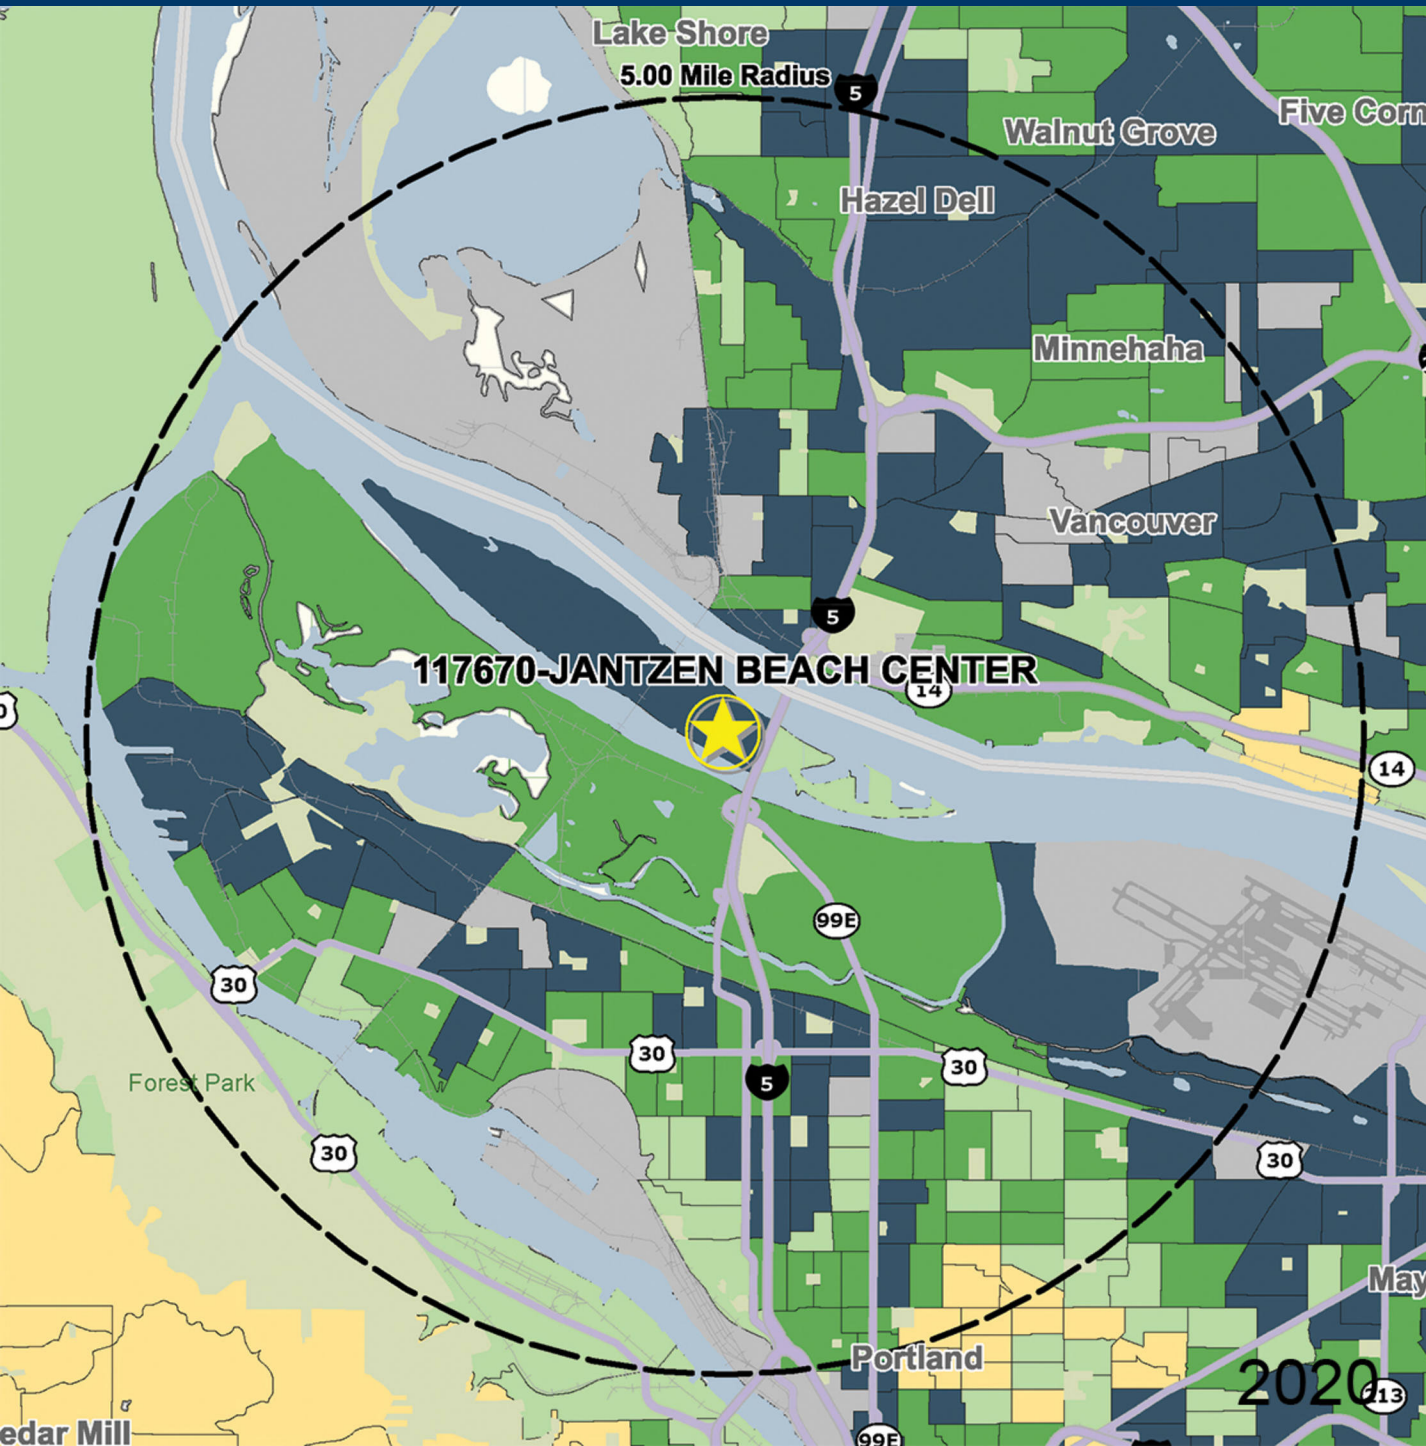 Lake Shore
5.00 Mile Radius
5
Five Corn
Walnut Grove
Hazel Dell
Minnehaha
Vancouver
5
117670-JANTZEN BEACH CENTER
14
0
14
99E
30
30
5
30
Forest Park
30
30
May
Portland
2020
213
edar Mill
99E